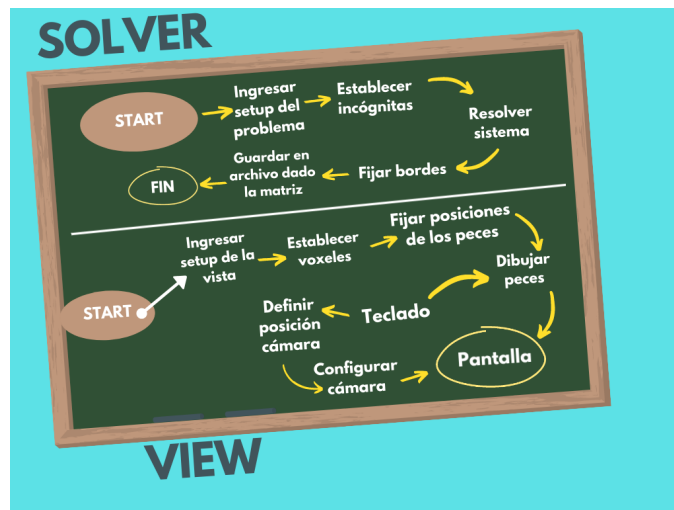 SOLVER
START
Ingresar
setup del
problema
Establecer
incógnitas
Resolver
sistema
Fijar bordes
Guardar en
archivo dado
la matriz
FIN
START
Ingresar
setup de la
vista
Establecer
voxeles
Fijar posiciones
de los peces
Dibujar
peces
Teclado
Definir
posición
cámara
Configurar
cámara
Pantalla
VIEW